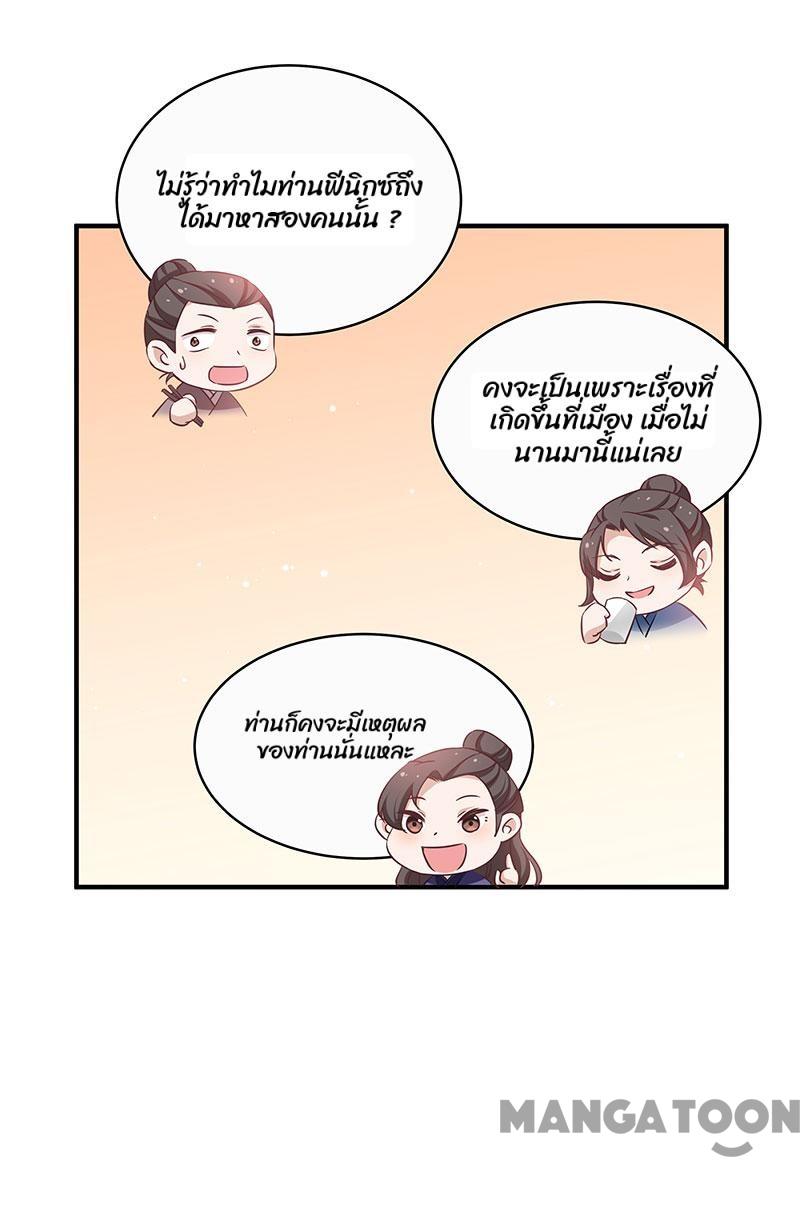 ไม่รู้ว่าทำไมท่านฟีนิกซ์ถึง
ได้มาหาสองคนนั้น ?
คงจะเป็นเพราะเรื่องที่
เกิดขึ้นที่เมือง เมื่อไม่
นานมานี้แน่เลย
ท่านก็คงจะมีเหตุผล
ของท่านนั่นแหละ
MANGATOON